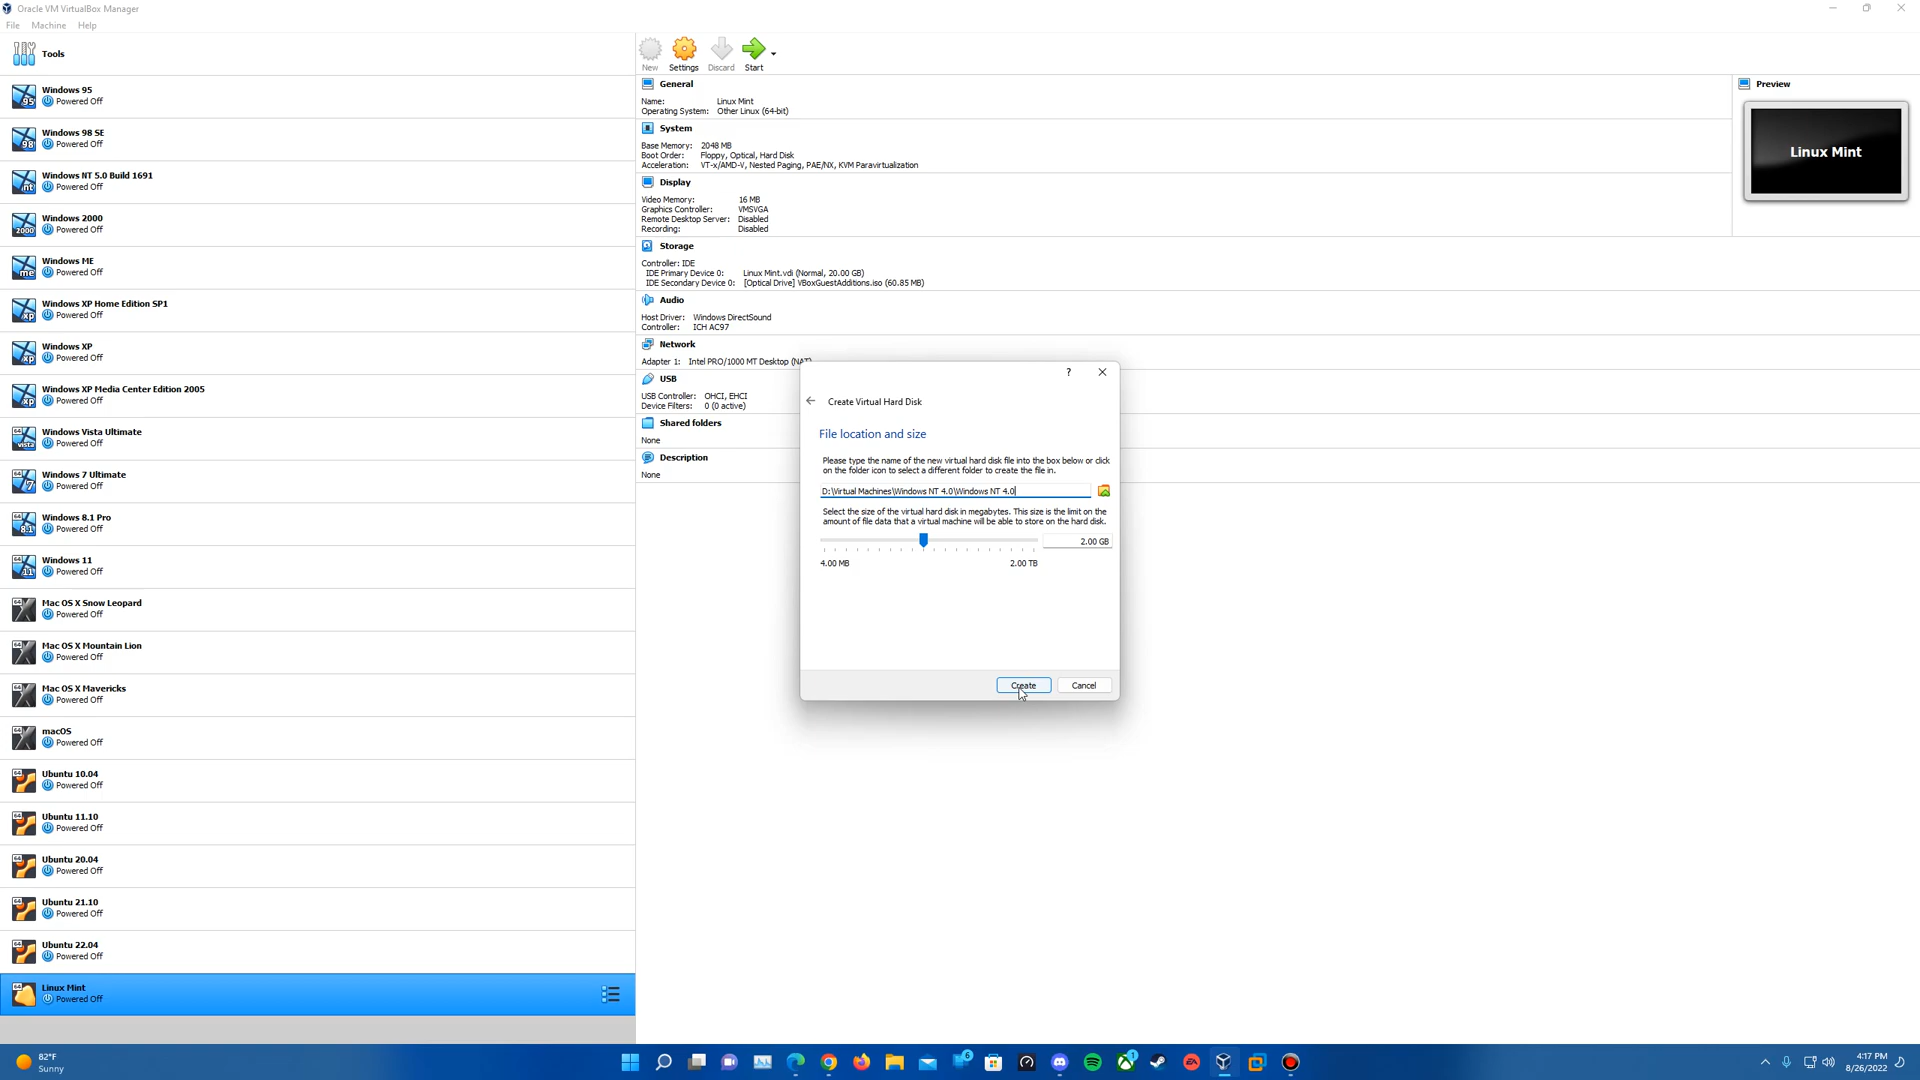 Oracle VM VirtualBox Manager
File Machine Help
Tools
Windows 95
Powered Off
Windows 98 SE
Powered Off
Windows NT 5.0 Build 1691
Powered Off
Windows 2000
Powered Off
Windows ME
Powered Off
Windows XP Home Edition SP1
Powered Off
Windows XP
Powered Off
Windows XP Media Center Edition 2005
Powered Off
Windows Vista Ultimate
Powered Off
Windows 7 Ultimate
Powered Off
Windows 8.1 Pro
Powered Off
Windows 11
Powered Off
Mac OS X Snow Leopard
Powered Off
Mac OS X Mountain Lion
Powered Off
Mac OS X Mavericks
Powered Off
macOS
Powered Off
Ubuntu 10.04
Powered Off
Ubuntu 11.10
Powered Off
Ubuntu 20.04
Powered Off
Ubuntu 21.10
Powered Off
Ubuntu 22.04
Powered Off
Linux Mint
Powered Off
New Settings Discard Start
General
Name: Linux Mint
Operating System: Other Linux (64-bit)
System
Base Memory: 2048 MB
Boot Order: Floppy, Optical, Hard Disk
Acceleration: VT-x/AMD-V, Nested Paging, PAE/NX, KVM Paravirtualization
Display
Video Memory: 16 MB
Graphics Controller: VMSVGA
Remote Desktop Server: Disabled
Recording: Disabled
Storage
Controller: IDE
IDE Primary Device 0: Linux Mint.vdi (Normal, 20.00 GB)
IDE Secondary Device 0: [Optical Drive] VBoxGuestAdditions.iso (60.85 MB)
Audio
Host Driver: Windows DirectSound
Controller: ICH AC97
Network
Adapter 1: Intel PRO/1000 MT Desktop (NAT)
USB
USB Controller: OHCI, EHCI
Device Filters: 0 (0 active)
Shared folders
None
Description
None
Preview
Linux Mint
?
Create Virtual Hard Disk
File location and size
Please type the name of the new virtual hard disk file into the box below or click
on the folder icon to select a different folder to create the file in.
D:\Virtual Machines\Windows NT 4.0\Windows NT 4.0
Select the size of the virtual hard disk in megabytes. This size is the limit on the
amount of file data that a virtual machine will be able to store on the hard disk.
2.00 GB
4.00 MB 2.00 TB
Create Cancel
82°F
Sunny
4:17 PM
8/26/2022